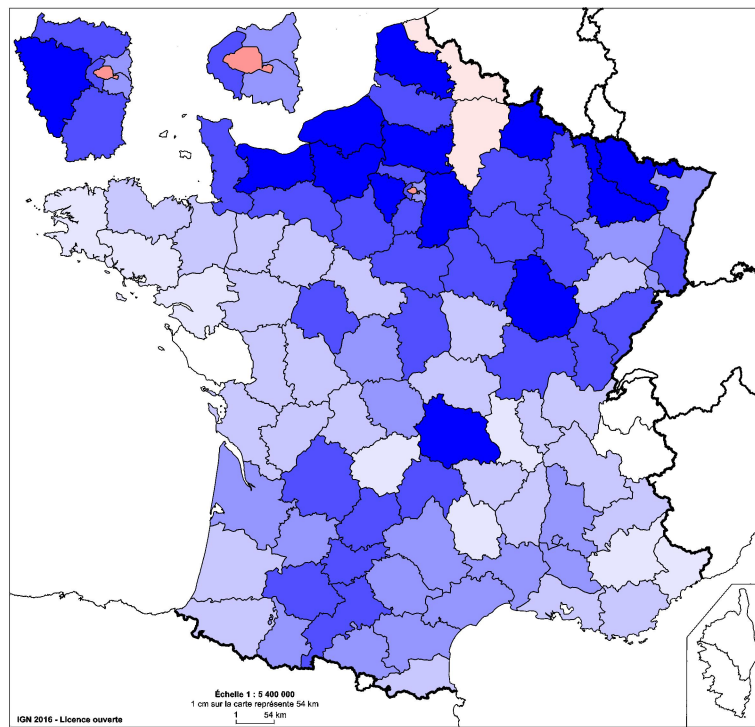 Échelle 1 : 5 400 000
1 cm sur la carte représente 54 km
1 54 km
IGN 2016 - Licence ouverte